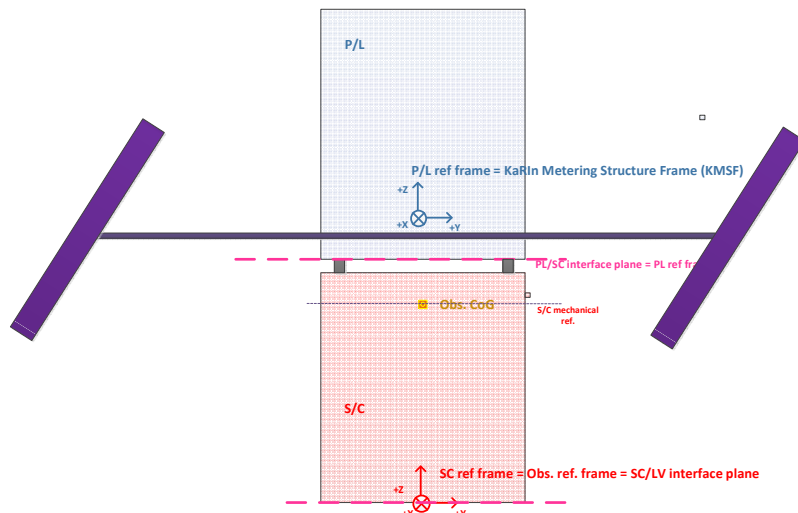 P/L
P/L ref frame = KaRIn Metering Structure Frame (KMSF)
+Z
+X
+Y
PL/SC interface plane = PL ref fra
Obs. CoG
S/C mechanical
ref.
S/C
SC ref frame = Obs. ref. frame = SC/LV interface plane
+Z